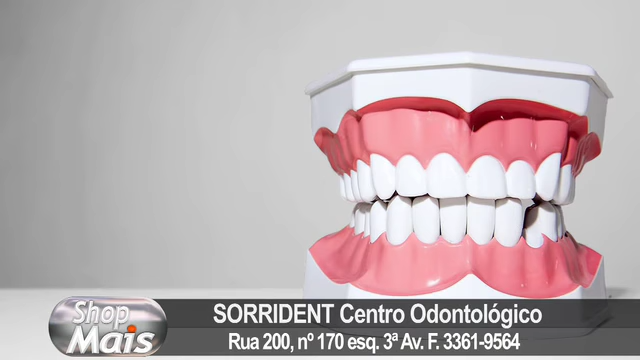 Shop
Mais
SORRIDENT Centro Odontológico
Rua 200, nº 170 esq. 3ª Av. F. 3361-9564